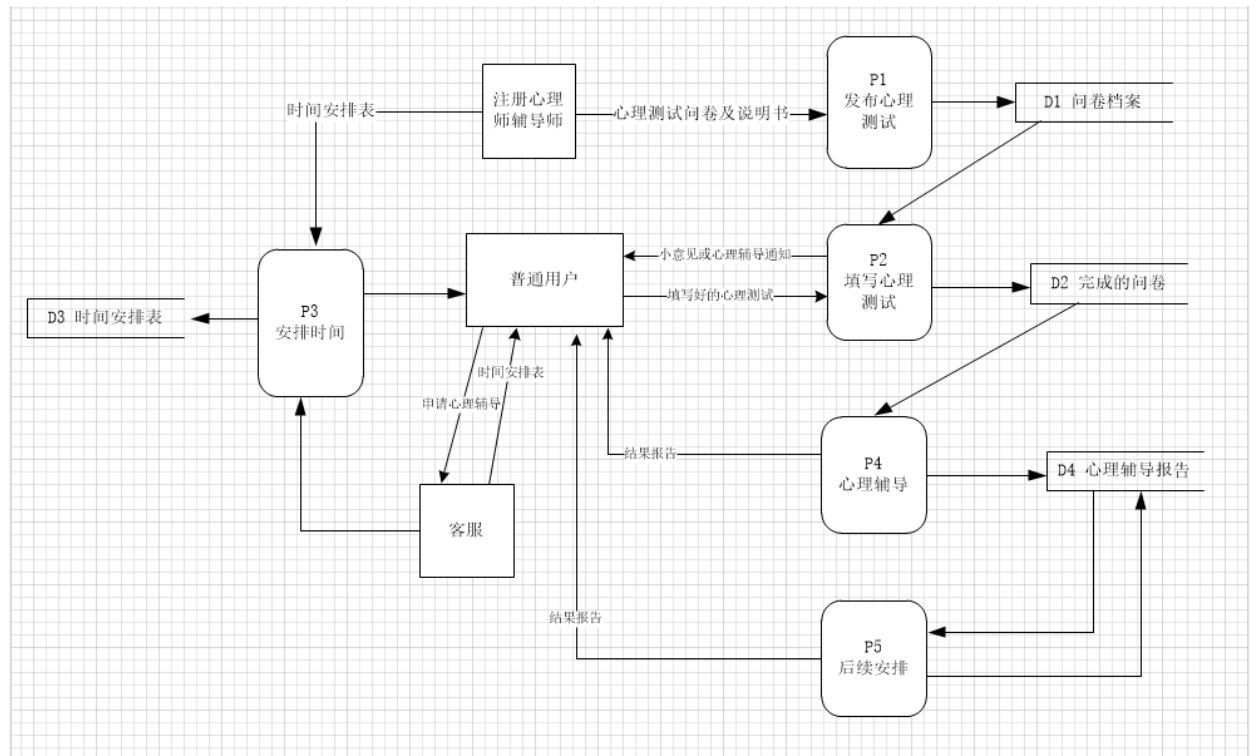 P1
发布心理
测试
注册心理
师辅导师
时间安排表
心理测试问卷及说明书
D1 问卷档案
P2
填写心理
测试
小意见或心理辅导通知
普通用户
填写好的心理测试
D2 完成的问卷
P3
安排时间
D3 时间安排表
时间安排表
申请心理辅导
结果报告
P4
心理辅导
D4 心理辅导报告
客服
结果报告
P5
后续安排